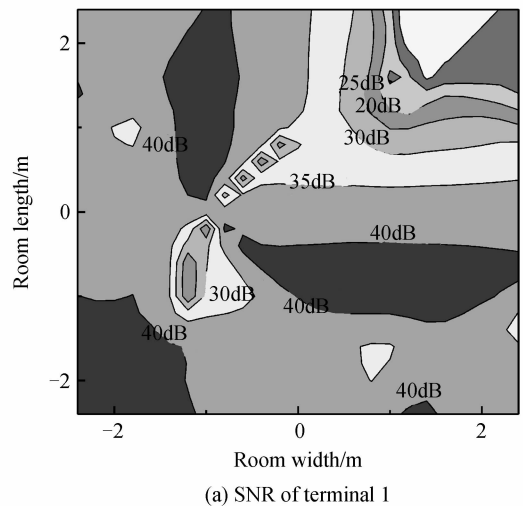 2
0
−2
−2
0
2
Room length/m
Room width/m
25dB
20dB
40dB
30dB
35dB
40dB
30dB
40dB
40dB
40dB
(a) SNR of terminal 1